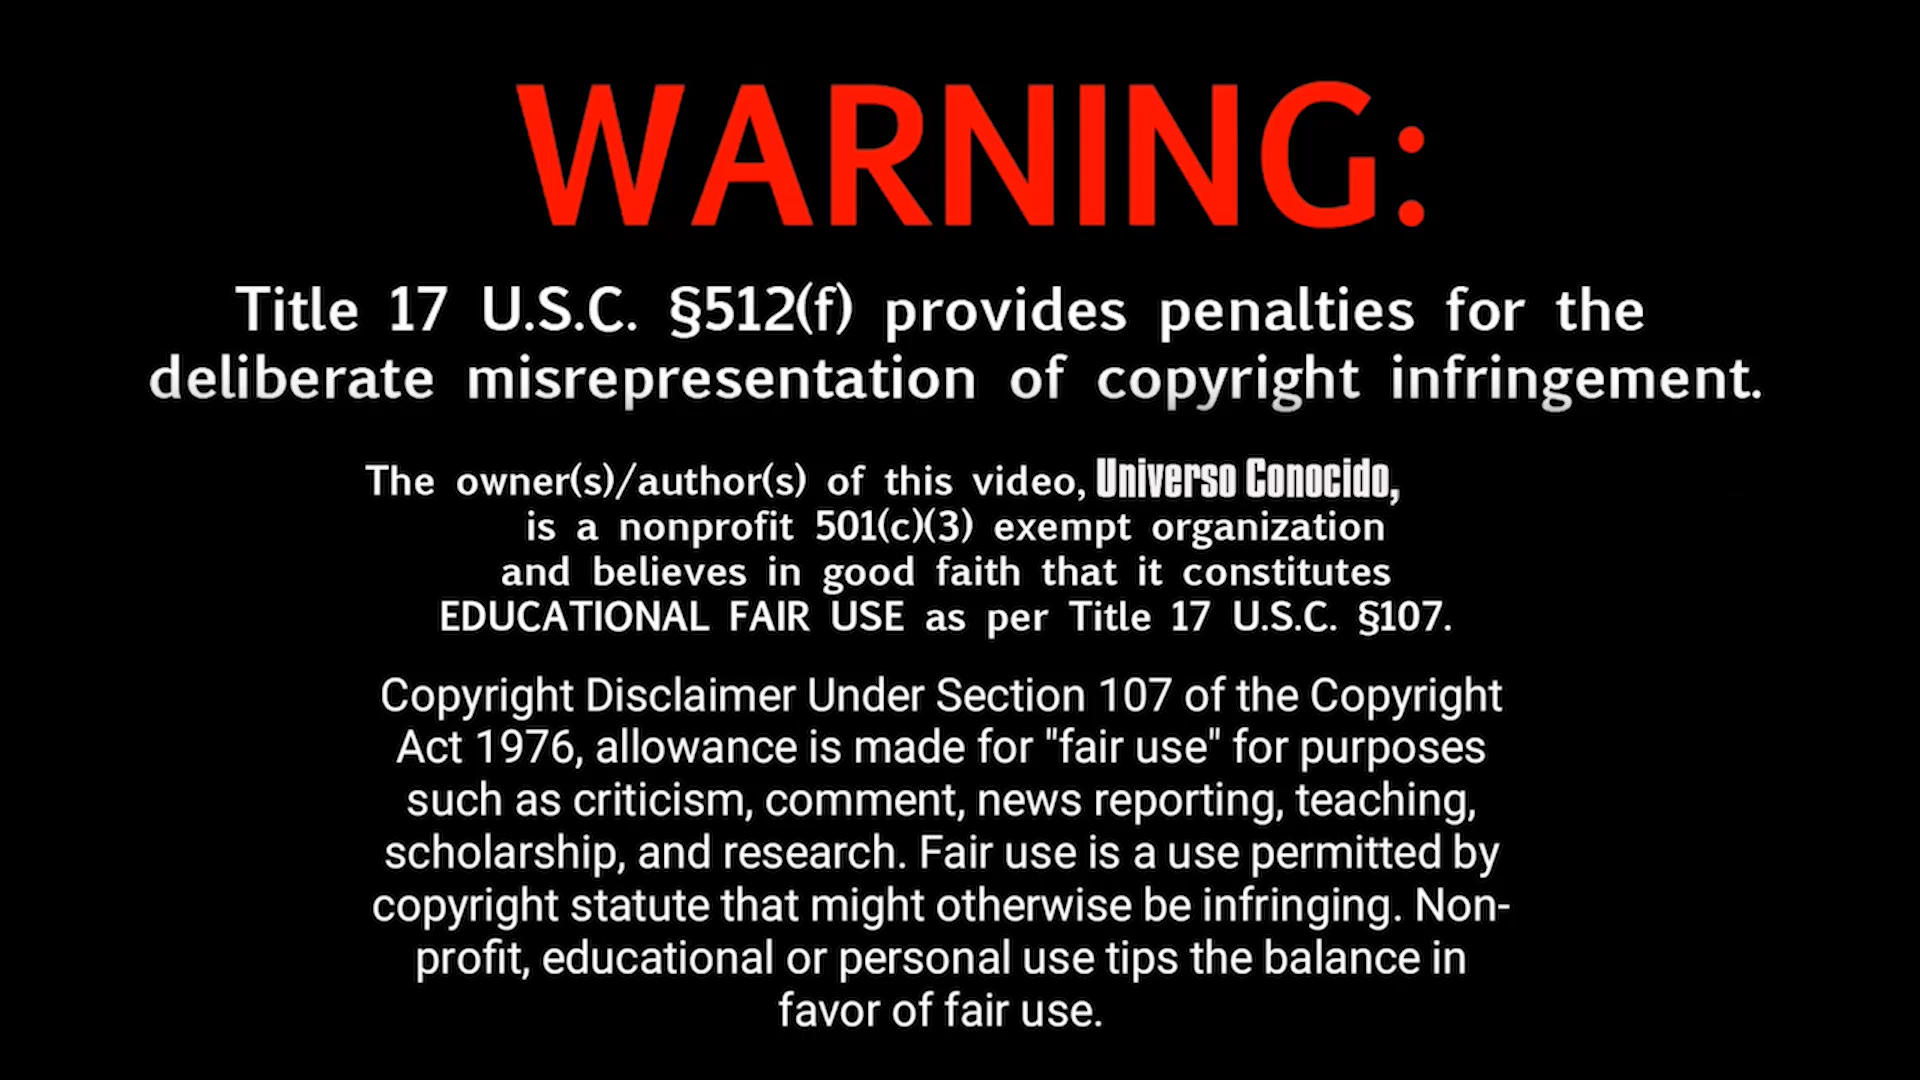 WARNING:
Title 17 U.S.C. §512(f) provides penalties for the
deliberate misrepresentation of copyright infringement.
The owner(s)/author(s) of this video, Universo Conocido,
is a nonprofit 501(c)(3) exempt organization
and believes in good faith that it constitutes
EDUCATIONAL FAIR USE as per Title 17 U.S.C. §107.
Copyright Disclaimer Under Section 107 of the Copyright
Act 1976, allowance is made for "fair use" for purposes
such as criticism, comment, news reporting, teaching,
scholarship, and research. Fair use is a use permitted by
copyright statute that might otherwise be infringing. Non-
profit, educational or personal use tips the balance in
favor of fair use.